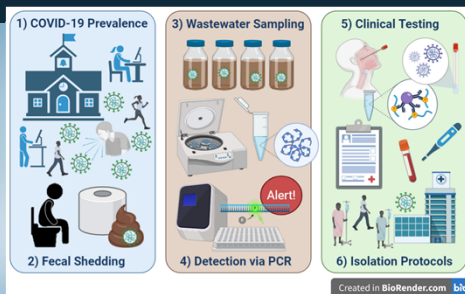 1) COVID-19 Prevalence
2) Fecal Shedding
3) Wastewater Sampling
Alert!
4) Detection via PCR
5) Clinical Testing
6) Isolation Protocols
Created in BioRender.com bio